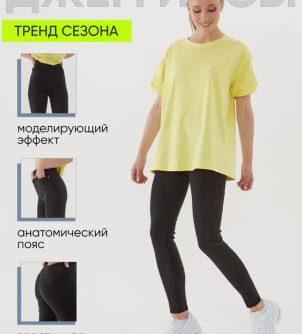 ТРЕНД СЕЗОНА
моделирующий
эффект
анатомический
пояс